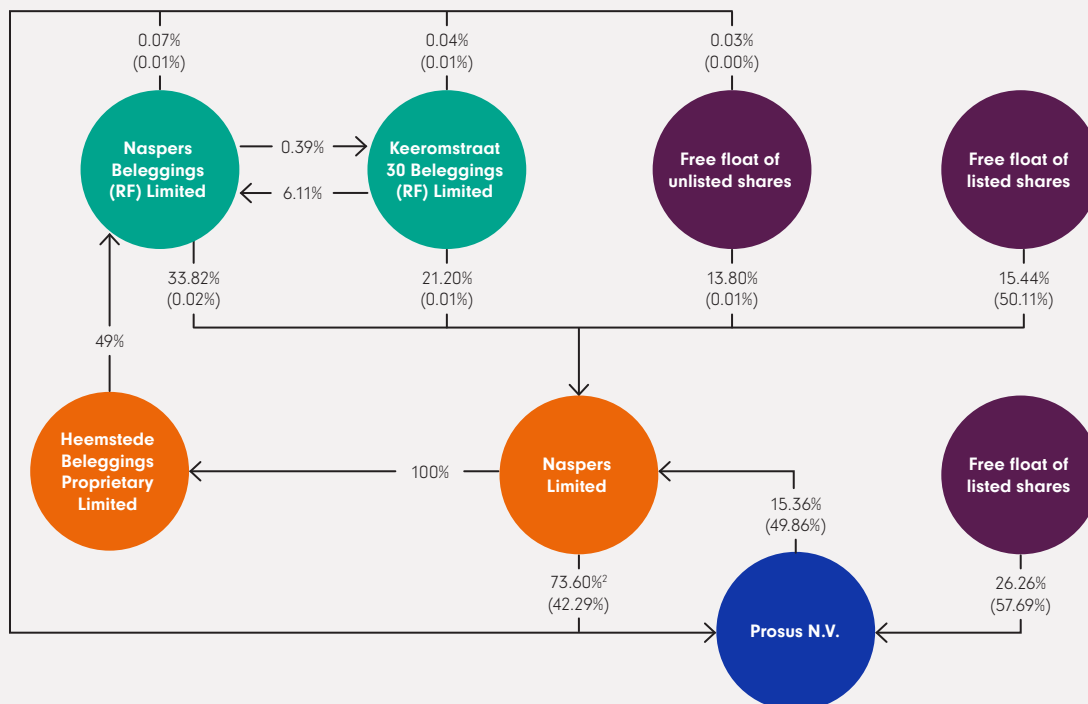 0.07%
(0.01%)
0.04%
(0.01%)
0.03%
(0.00%)
Naspers
Beleggings
(RF) Limited
0.39%
6.11%
Keeromstraat
30 Beleggings
(RF) Limited
Free float of
unlisted shares
Free float of
listed shares
33.82%
(0.02%)
21.20%
(0.01%)
13.80%
(0.01%)
15.44%
(50.11%)
49%
Heemstede
Beleggings
Proprietary
Limited
100%
Naspers
Limited
15.36%
(49.86%)
Free float of
listed shares
73.60%²
(42.29%)
Prosus N.V.
26.26%
(57.69%)